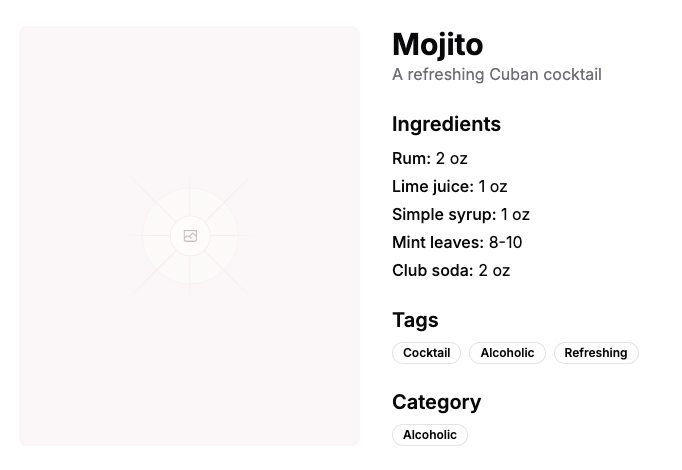 Mojito
A refreshing Cuban cocktail
Ingredients
Rum: 2 oz
Lime juice: 1 oz
Simple syrup: 1 oz
Mint leaves: 8-10
Club soda: 2 oz
Tags
Cocktail Alcoholic Refreshing
Category
Alcoholic